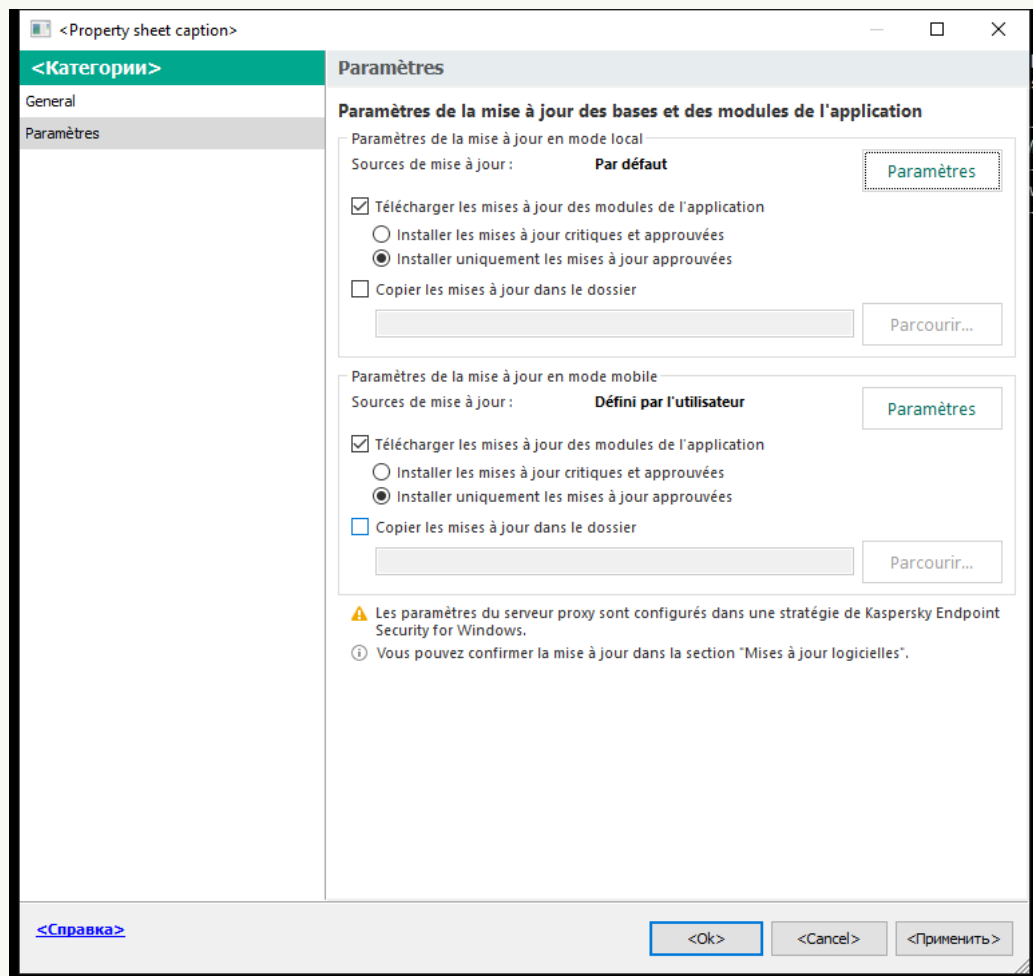 <Property sheet caption>
<Категории>
General
Paramètres
Paramètres
Paramètres de la mise à jour des bases et des modules de l'application
Paramètres de la mise à jour en mode local
Sources de mise à jour : Par défaut Paramètres
Télécharger les mises à jour des modules de l'application
Installer les mises à jour critiques et approuvées
Installer uniquement les mises à jour approuvées
Copier les mises à jour dans le dossier
Parcourir...
Paramètres de la mise à jour en mode mobile
Sources de mise à jour : Défini par l'utilisateur Paramètres
Télécharger les mises à jour des modules de l'application
Installer les mises à jour critiques et approuvées
Installer uniquement les mises à jour approuvées
Copier les mises à jour dans le dossier
Parcourir...
Les paramètres du serveur proxy sont configurés dans une stratégie de Kaspersky Endpoint
Security for Windows.
Vous pouvez confirmer la mise à jour dans la section "Mises à jour logicielles".
<Справка>
<Ok> <Cancel> <Применить>